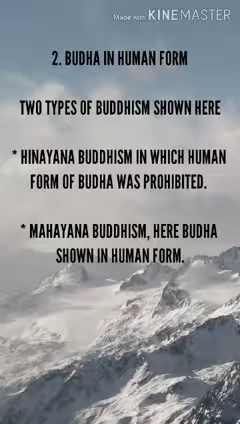 Made with KINEMASTER
2. BUDHA IN HUMAN FORM
TWO TYPES OF BUDDHISM SHOWN HERE
* HINAYANA BUDDHISM IN WHICH HUMAN
FORM OF BUDHA WAS PROHIBITED.
* MAHAYANA BUDDHISM, HERE BUDHA
SHOWN IN HUMAN FORM.